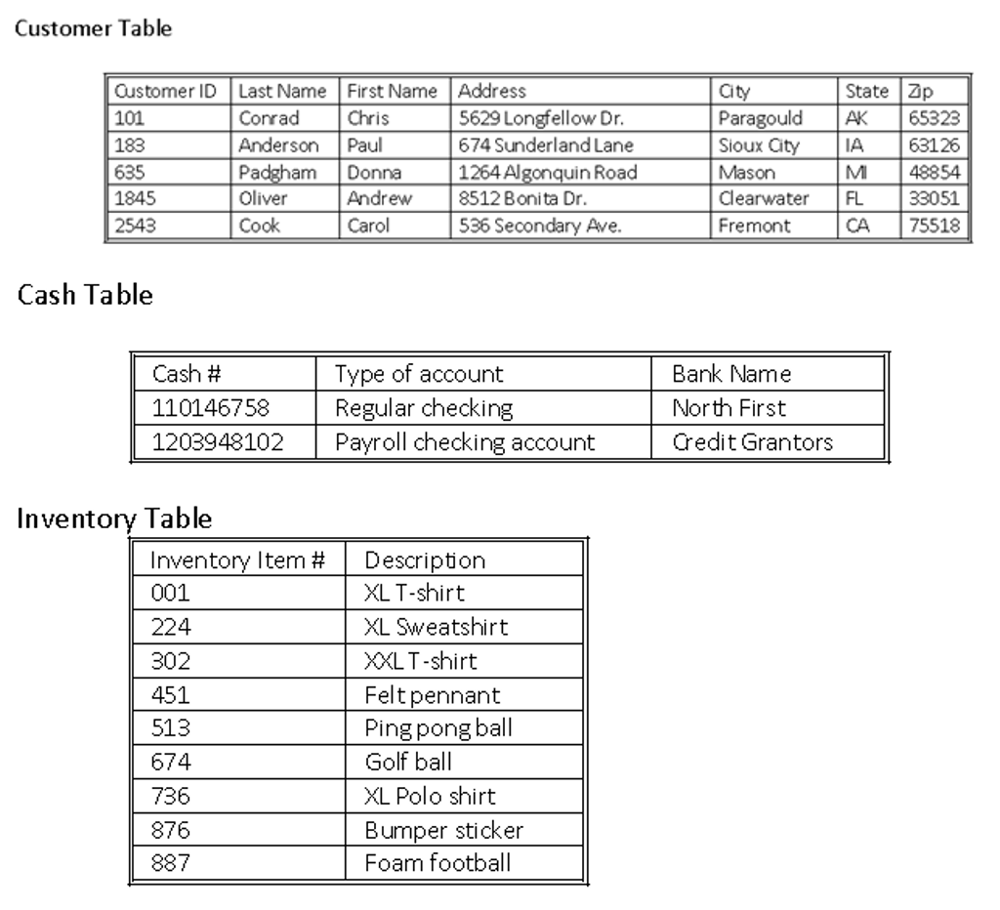 Customer Table
Customer ID Last Name First Name Address City State Zip
101 Conrad Chris 5629 Longfellow Dr. Paragould AK 65323
183 Anderson Paul 674 Sunderland Lane Sioux City IA 63126
635 Padgham Donna 1264 Algonquin Road Mason MI 48854
1845 Oliver Andrew 8512 Bonita Dr. Clearwater FL 33051
2543 Cook Carol 536 Secondary Ave. Fremont CA 75518
Cash Table
Cash # Type of account Bank Name
110146758 Regular checking North First
1203948102 Payroll checking account Credit Grantors
Inventory Table
Inventory Item # Description
001 XL T-shirt
224 XL Sweatshirt
302 XXL T-shirt
451 Felt pennant
513 Ping pong ball
674 Golf ball
736 XL Polo shirt
876 Bumper sticker
887 Foam football